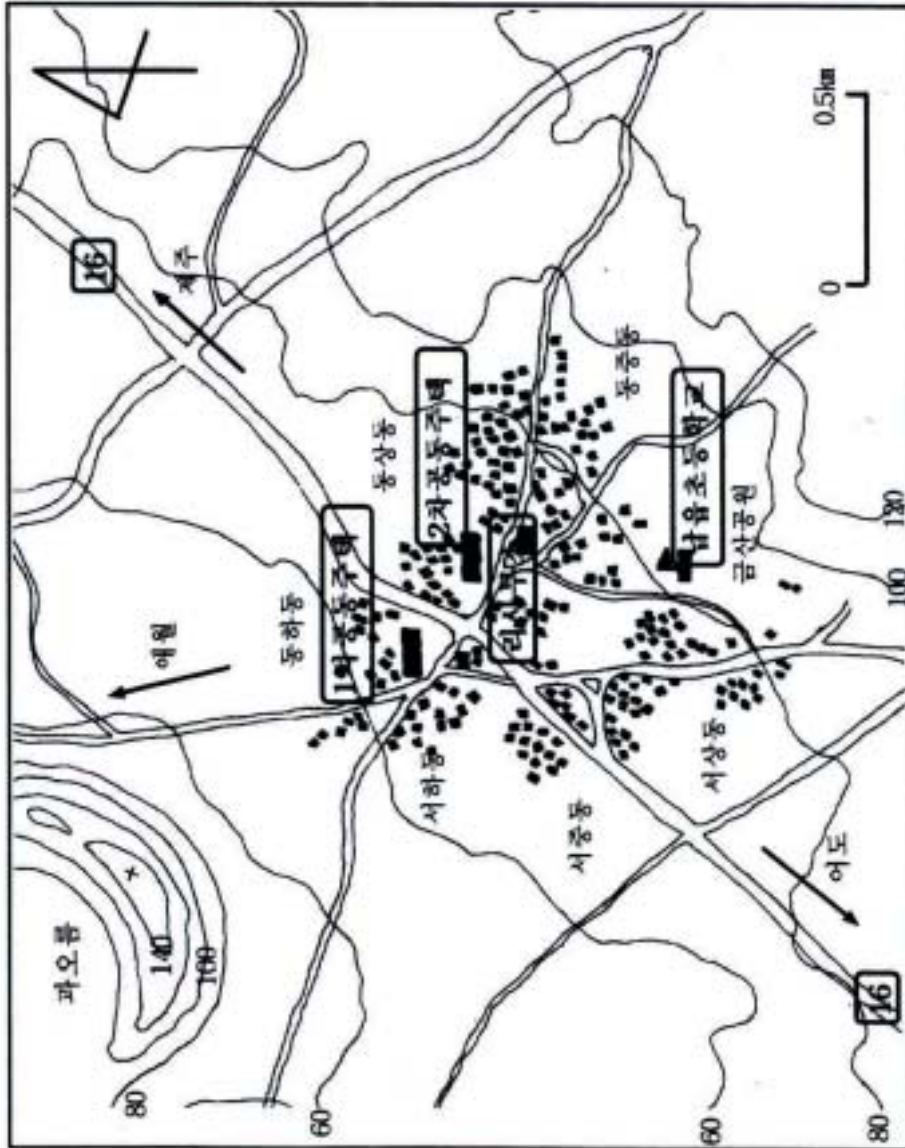 과오름
140
100
80
60
애월
동하동
1차공동주택
서하동
16
제주
동상동
2차공동주택
리사무소
동중동
납읍초등학교
금산공원
서중동
서상동
어도
16
60
80
100
120
0
0.5km